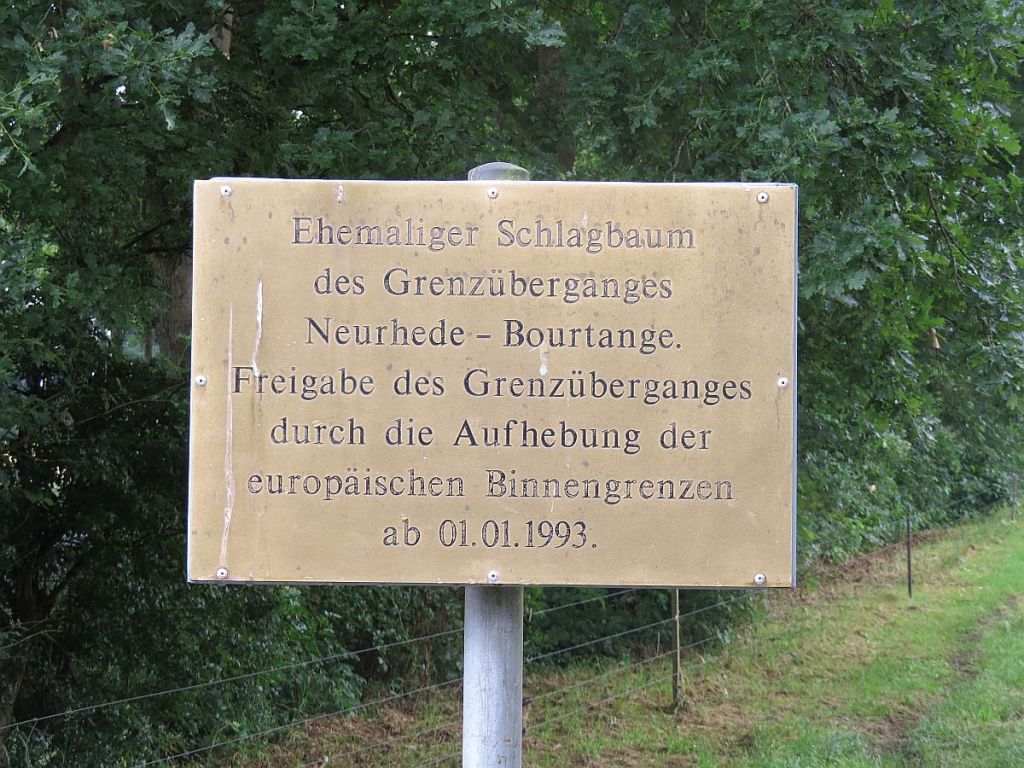 Ehemaliger Schlagbaum
des Grenzüberganges
Neurhede - Bourtange.
Freigabe des Grenzüberganges
durch die Aufhebung der
europäischen Binnengrenzen
ab 01.01.1993.